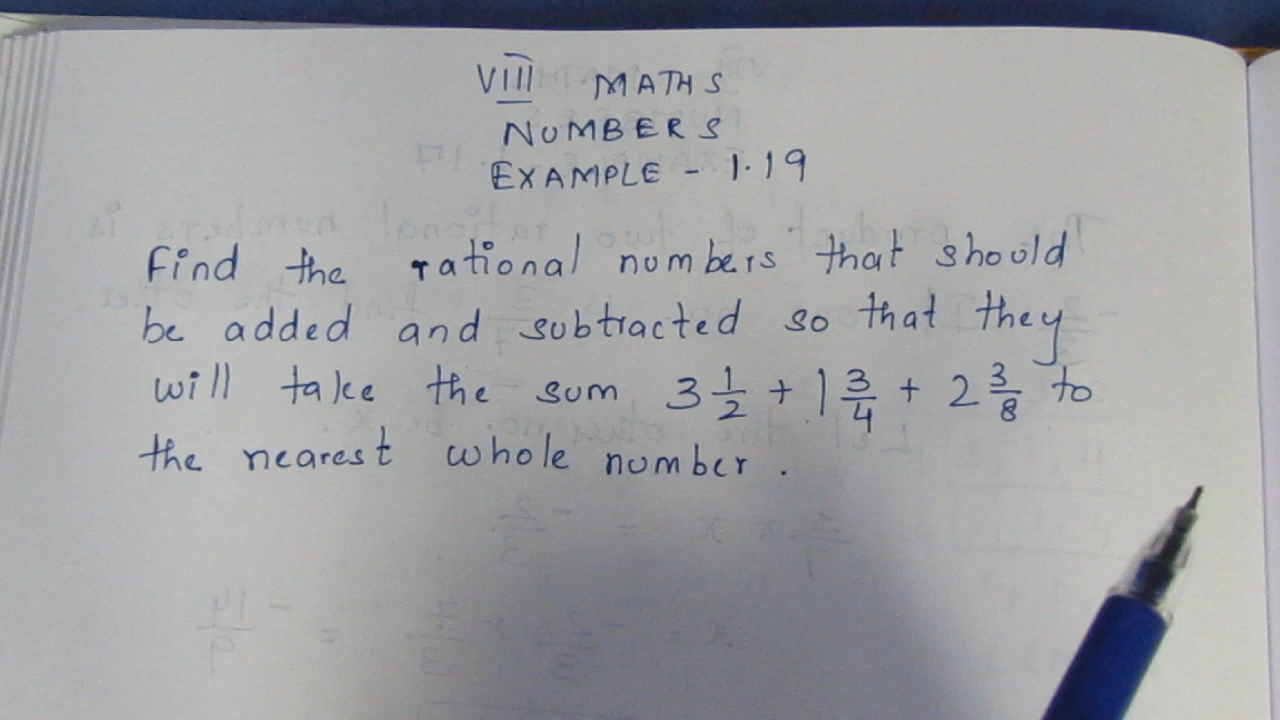 VIII MATHS
NUMBERS
EXAMPLE - 1.19
Find the rational numbers that should
be added and subtracted so that they
will take the sum 3 1/2 + 1 3/4 + 2 3/8 to
the nearest whole number.